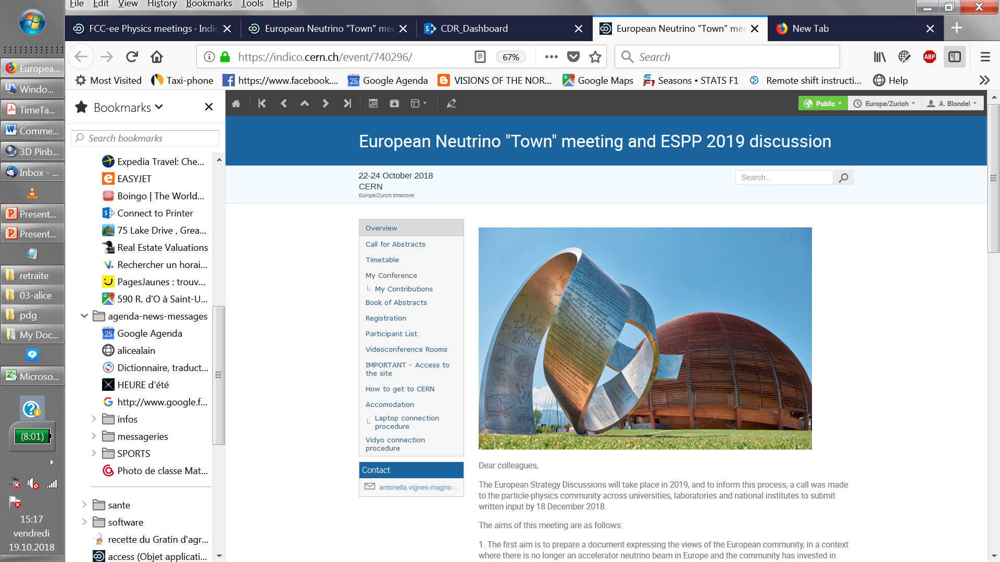 File Edit View History Bookmarks Tools Help
FCC-ee Physics meetings · Indic
European Neutrino "Town" mee
CDR_Dashboard
European Neutrino "Town" mee
New Tab
https://indico.cern.ch/event/740296/
67%
Search
ABP
Most Visited
Taxi-phone
https://www.facebook....
25 Google Agenda
VISIONS OF THE NOR...
Google Maps
Seasons • STATS F1
Remote shift instructi...
Help
Europea...
Windo...
TimeTa...
Comme...
3D Pinb...
Inbox - ...
Present...
Present...
retraite
03-alice
pdg
My Doc...
Microso...
(8:01)
15:17
vendredi
19.10.2018
Bookmarks
Search bookmarks
Expedia Travel: Che...
EASYJET
Boingo | The World...
Connect to Printer
75 Lake Drive , Grea...
Real Estate Valuations
Rechercher un horai...
PagesJaunes : trouv...
590 R. d'O à Saint-U...
agenda-news-messages
25 Google Agenda
alicealain
Dictionnaire, traduct...
HEURE d'été
http://www.google.f...
infos
messageries
SPORTS
Photo de classe Mat...
sante
software
recette du Gratin d'agr...
access (Objet applicati...
Public
Europe/Zurich
A. Blondel
European Neutrino "Town" meeting and ESPP 2019 discussion
22-24 October 2018
CERN
Europe/Zurich timezone
Search...
Overview
Call for Abstracts
Timetable
My Conference
My Contributions
Book of Abstracts
Registration
Participant List
Videoconference Rooms
IMPORTANT - Access to
the site
How to get to CERN
Accomodation
Laptop connection
procedure
Vidyo connection
procedure
Contact
antonella.vignes-magno...
Dear colleagues,
The European Strategy Discussions will take place in 2019, and to inform this process, a call was made
to the particle-physics community across universities, laboratories and national institutes to submit
written input by 18 December 2018.
The aims of this meeting are as follows:
1. The first aim is to prepare a document expressing the views of the European community, in a context
where there is no longer an accelerator neutrino beam in Europe and the community has invested in